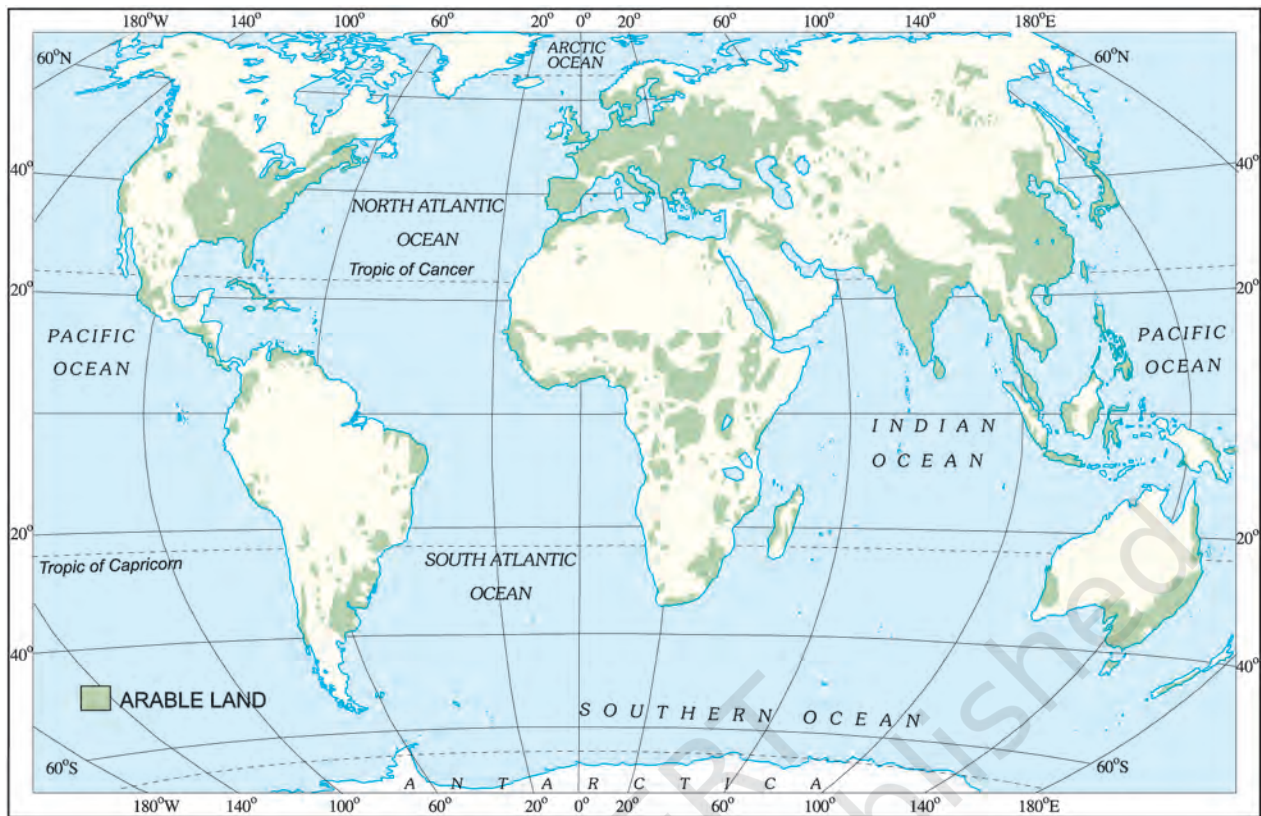 180°W 140° 100° 60° 20° 0° 20° 60° 100° 140° 180°E
60°N
ARCTIC
OCEAN
60°N
40°
40°
NORTH ATLANTIC
OCEAN
Tropic of Cancer
20°
20°
PACIFIC
OCEAN
PACIFIC
OCEAN
INDIAN
OCEAN
20°
20°
Tropic of Capricorn
SOUTH ATLANTIC
OCEAN
40°
40°
ARABLE LAND
SOUTHERN OCEAN
60°S
60°S
ANTARCTICA
180°W 140° 100° 60° 20° 0° 20° 60° 100° 140° 180°E